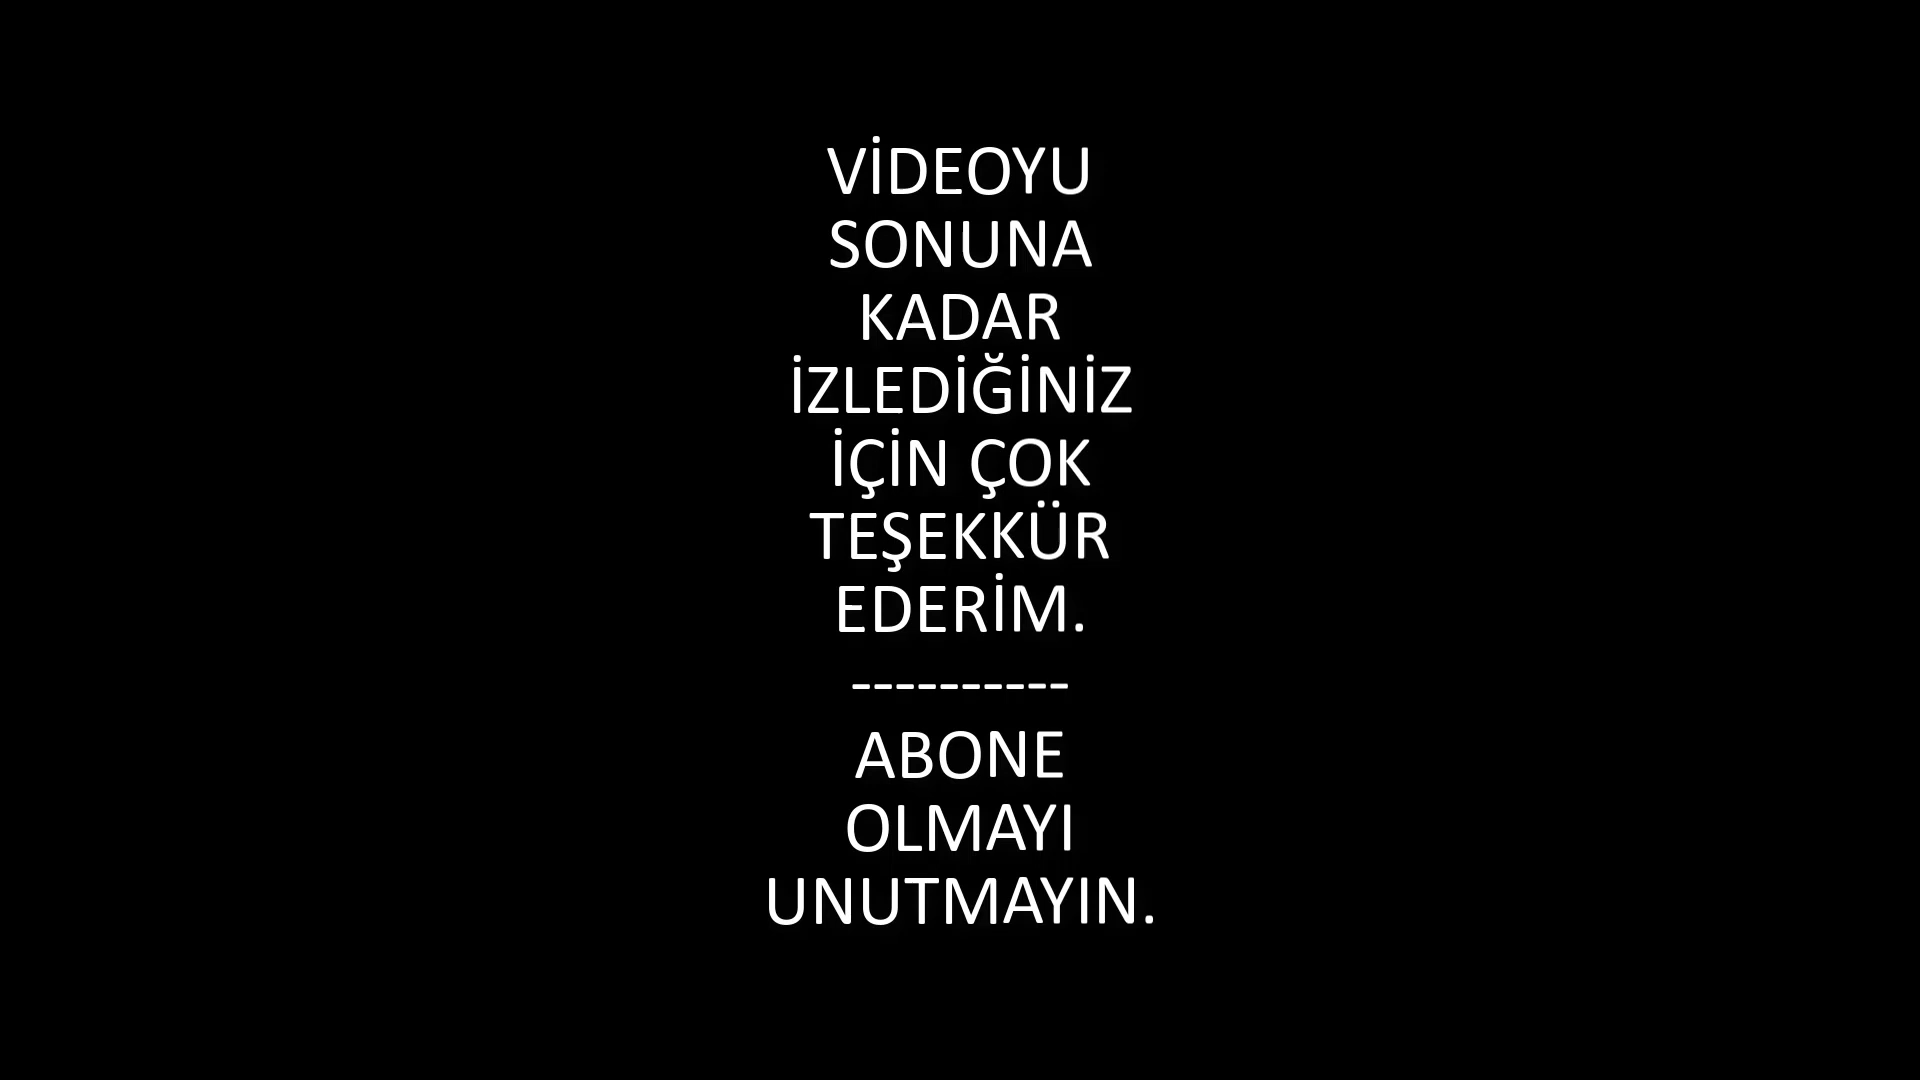 VİDEOYU
SONUNA
KADAR
İZLEDİĞİNİZ
İÇİN ÇOK
TEŞEKKÜR
EDERİM.
----------
ABONE
OLMAYI
UNUTMAYIN.